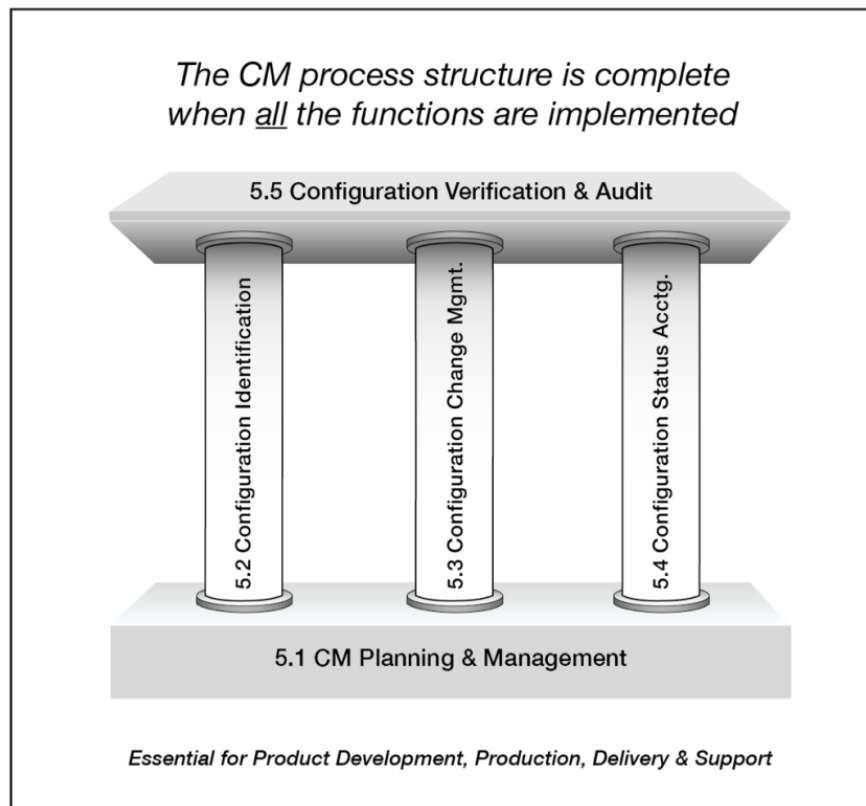 The CM process structure is complete
when all the functions are implemented
5.5 Configuration Verification & Audit
5.2 Configuration Identification
5.3 Configuration Change Mgmt.
5.4 Configuration Status Acctg.
5.1 CM Planning & Management
Essential for Product Development, Production, Delivery & Support